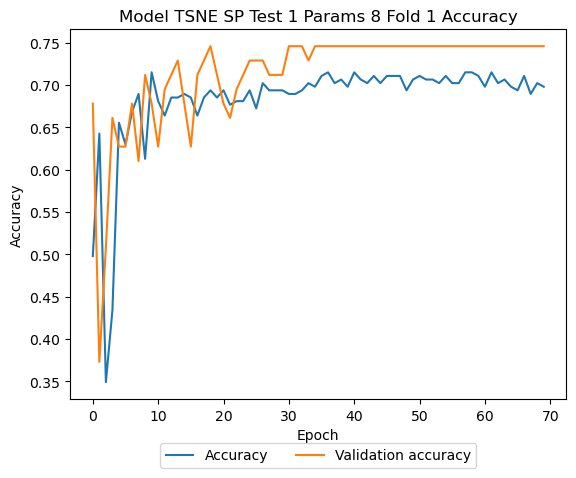 Model TSNE SP Test 1 Params 8 Fold 1 Accuracy
0.75
0.70
0.65
0.60
0.55
0.50
0.45
0.40
0.35
Accuracy
0 10 20 30 40 50 60 70
Epoch
Accuracy Validation accuracy